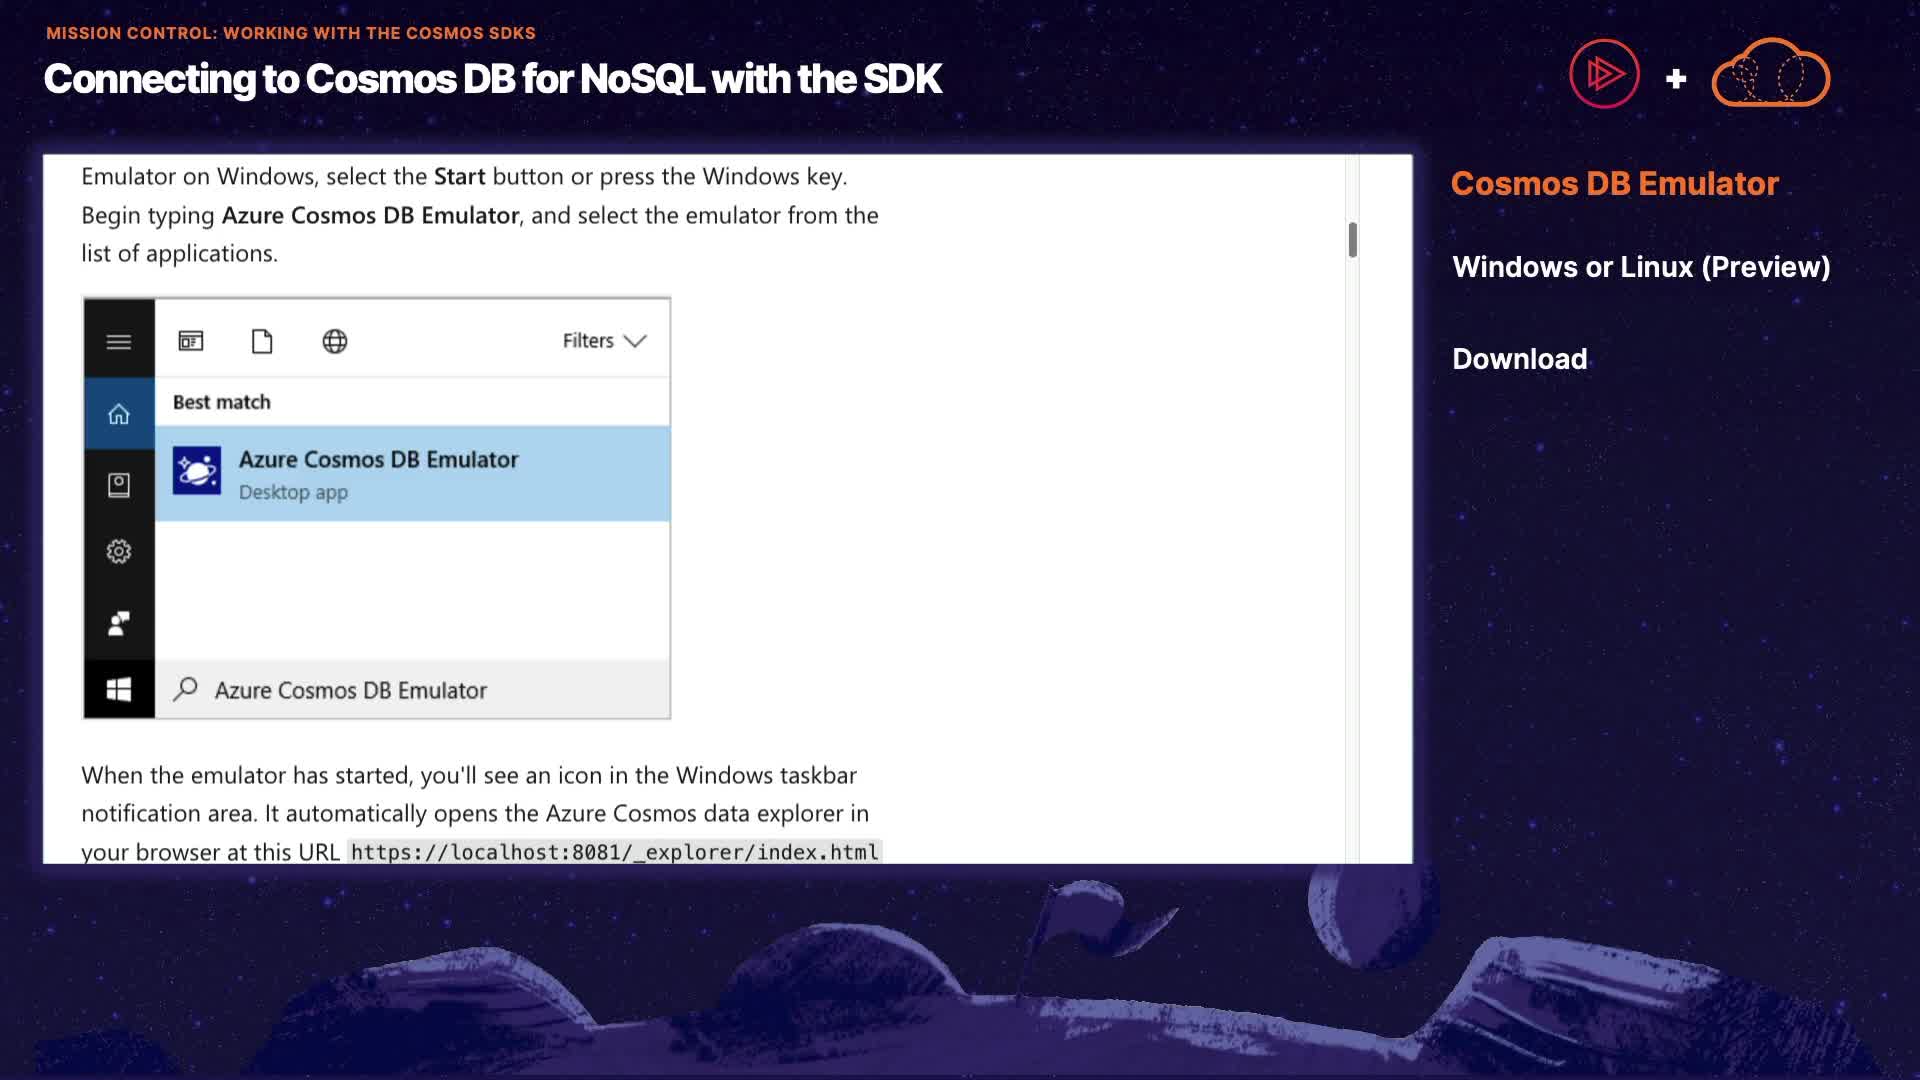 MISSION CONTROL: WORKING WITH THE COSMOS SDKS
Connecting to Cosmos DB for NoSQL with the SDK
+
Emulator on Windows, select the Start button or press the Windows key.
Begin typing Azure Cosmos DB Emulator, and select the emulator from the
list of applications.
Filters
Best match
Azure Cosmos DB Emulator
Desktop app
Azure Cosmos DB Emulator
When the emulator has started, you'll see an icon in the Windows taskbar
notification area. It automatically opens the Azure Cosmos data explorer in
your browser at this URL https://localhost:8081/_explorer/index.html
Cosmos DB Emulator
Windows or Linux (Preview)
Download